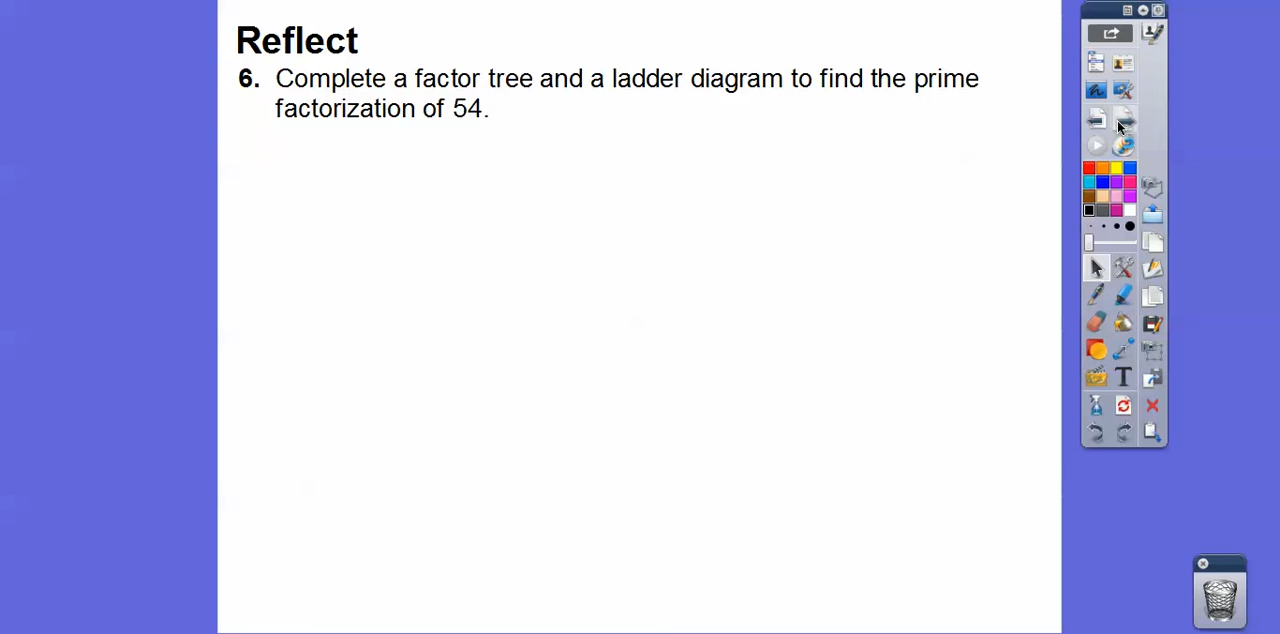 Reflect
6. Complete a factor tree and a ladder diagram to find the prime
factorization of 54.